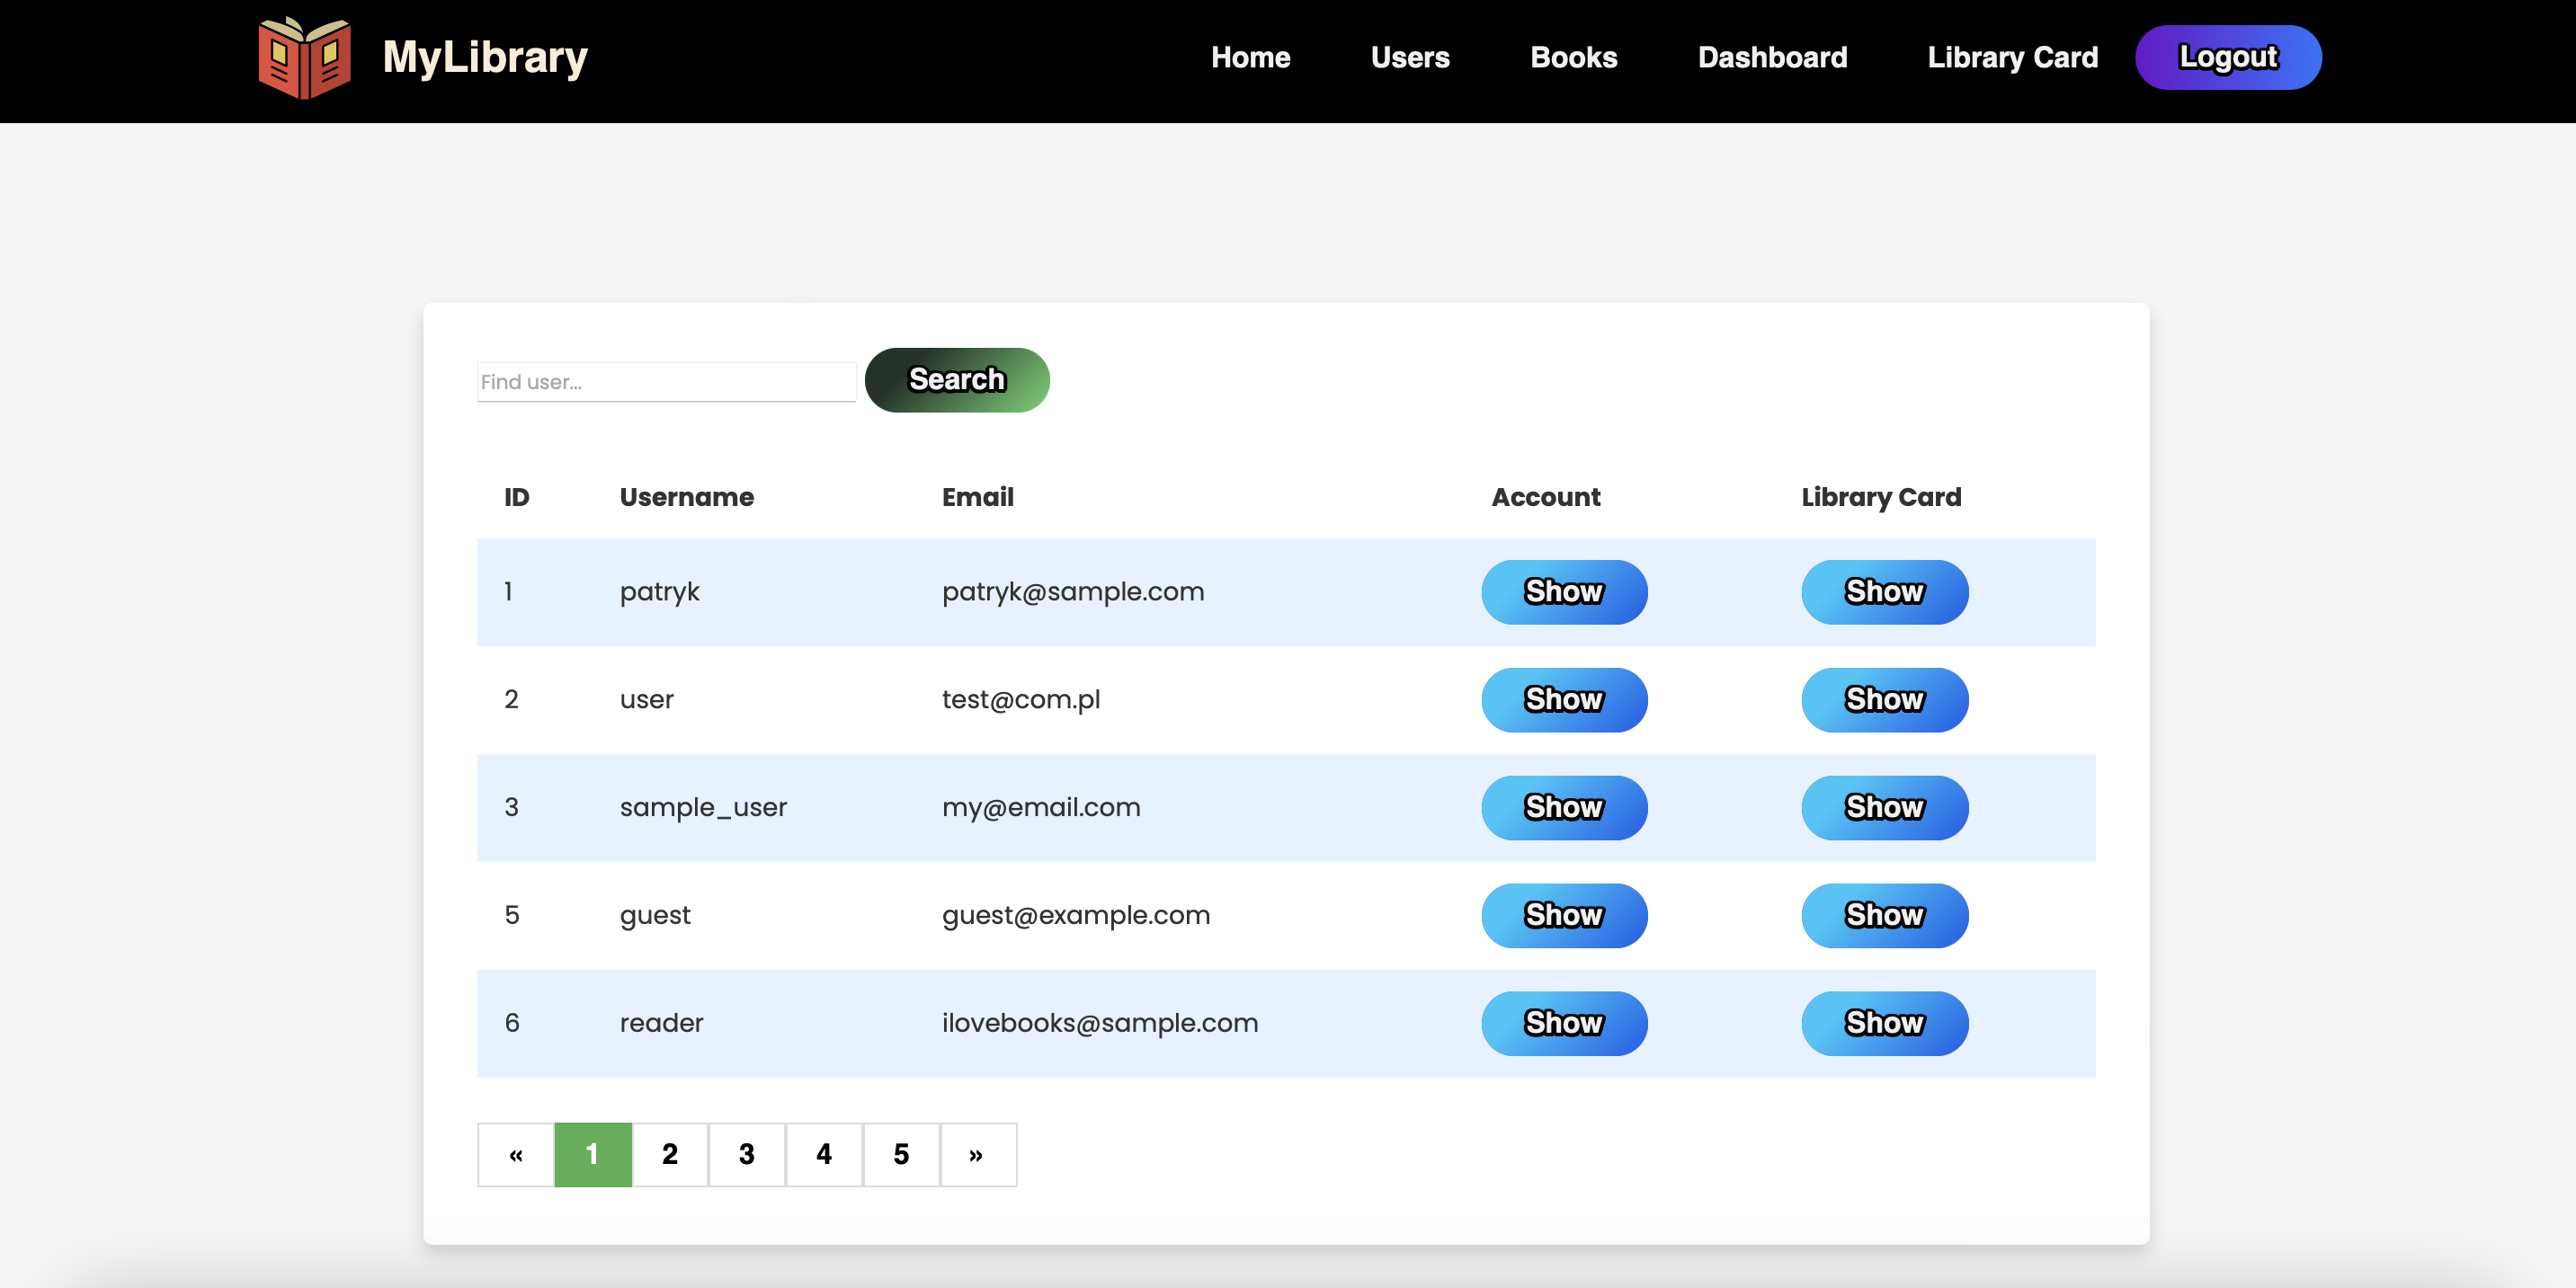 MyLibrary Home Users Books Dashboard Library Card Logout
Find user... Search
ID Username Email Account Library Card
1 patryk patryk@sample.com Show Show
2 user test@com.pl Show Show
3 sample_user my@email.com Show Show
5 guest guest@example.com Show Show
6 reader ilovebooks@sample.com Show Show
« 1 2 3 4 5 »